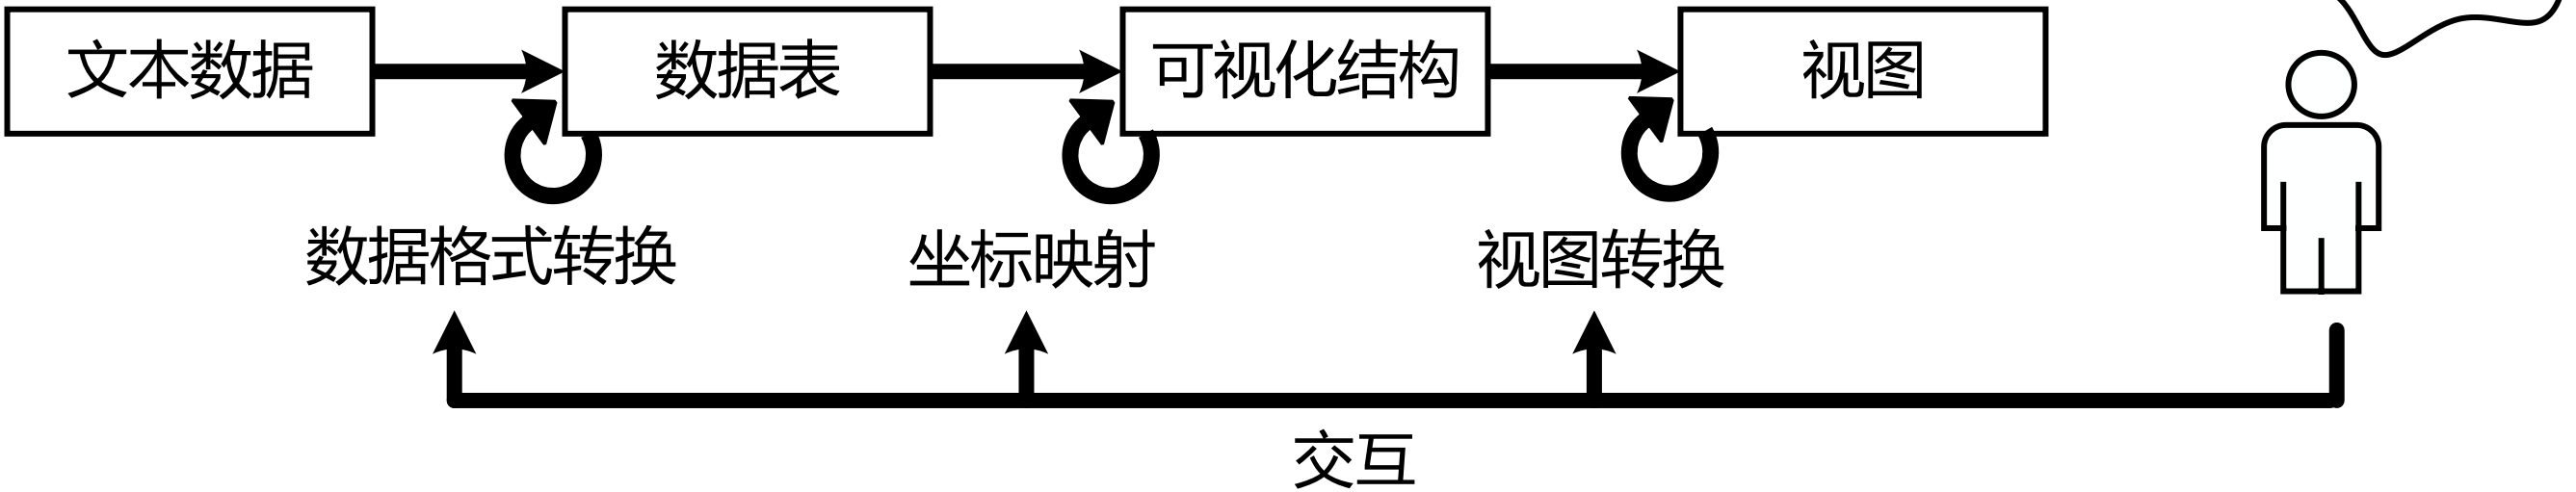 文本数据
数据表
可视化结构
视图
数据格式转换
坐标映射
视图转换
交互